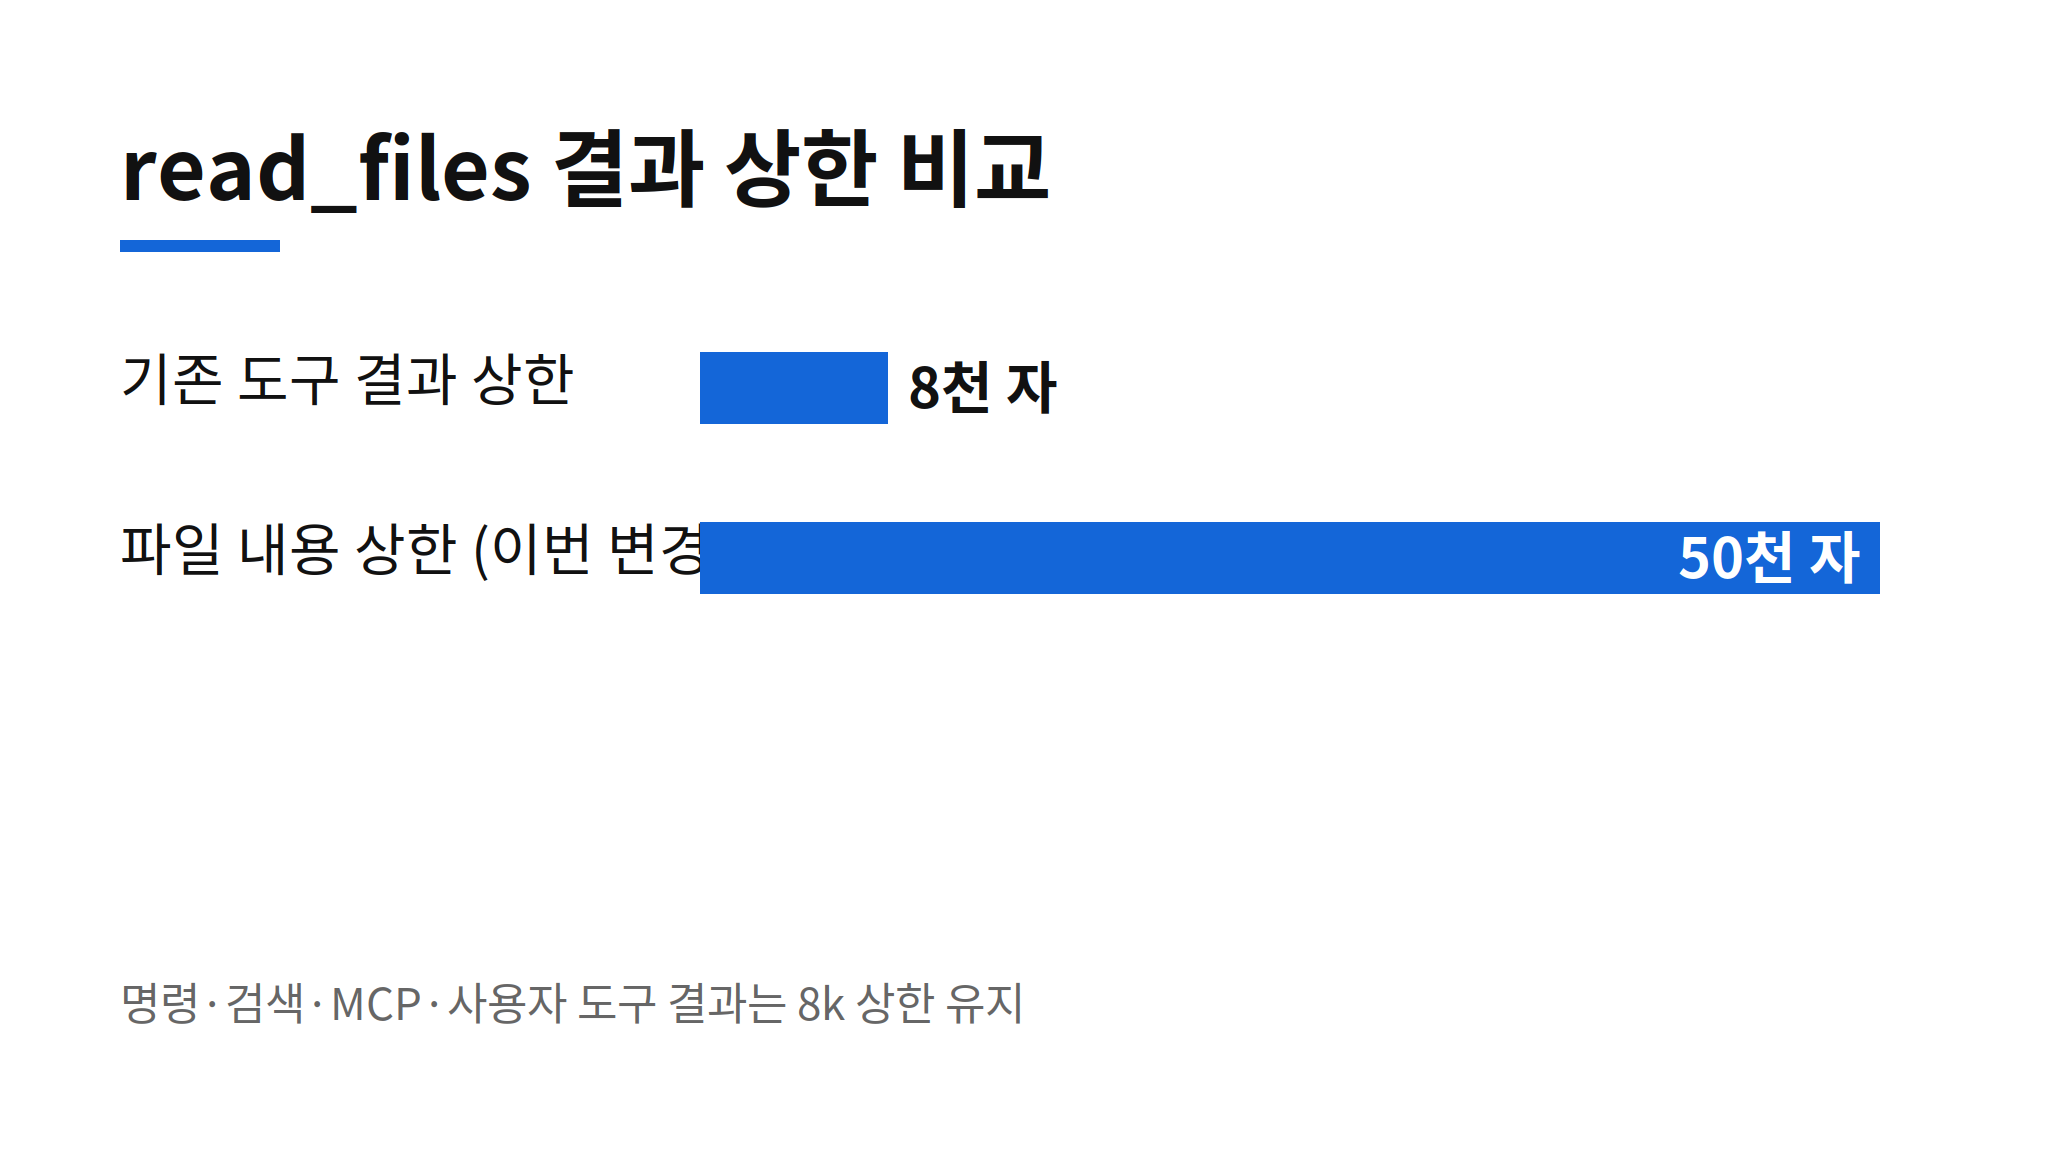 read_files 결과 상한 비교
기존 도구 결과 상한
8천 자
파일 내용 상한 (이번 변경
50천 자
명령·검색·MCP·사용자 도구 결과는 8k 상한 유지